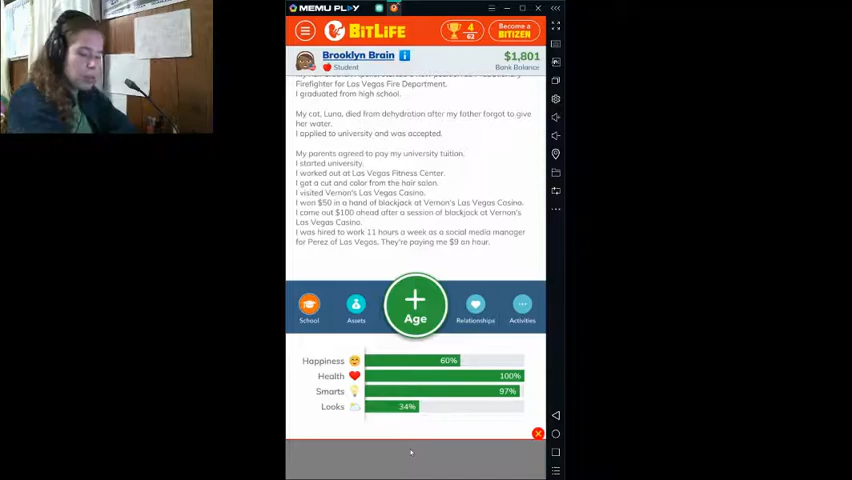 MEMU PLAY
BITLIFE
4
62
Become a
BITIZEN
Brooklyn Brain i
Student
$1,801
Bank Balance
Firefighter for Las Vegas Fire Department.
I graduated from high school.
My cat, Luna, died from dehydration after my father forgot to give
her water.
I applied to university and was accepted.
My parents agreed to pay my university tuition.
I started university.
I worked out at Las Vegas Fitness Center.
I got a cut and color from the hair salon.
I visited Vernon's Las Vegas Casino.
I won $50 in a hand of blackjack at Vernon's Las Vegas Casino.
I came out $100 ahead after a session of blackjack at Vernon's
Las Vegas Casino.
I was hired to work 11 hours a week as a social media manager
for Perez of Las Vegas. They're paying me $9 an hour.
School
Assets
+
Age
Relationships
Activities
Happiness 60%
Health 100%
Smarts 97%
Looks 34%